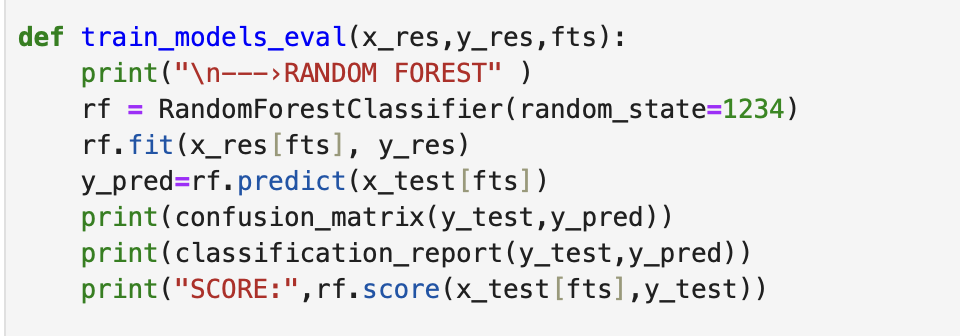 def train_models_eval(x_res,y_res,fts):
    print("\n--->RANDOM FOREST" )
    rf = RandomForestClassifier(random_state=1234)
    rf.fit(x_res[fts], y_res)
    y_pred=rf.predict(x_test[fts])
    print(confusion_matrix(y_test,y_pred))
    print(classification_report(y_test,y_pred))
    print("SCORE:",rf.score(x_test[fts],y_test))